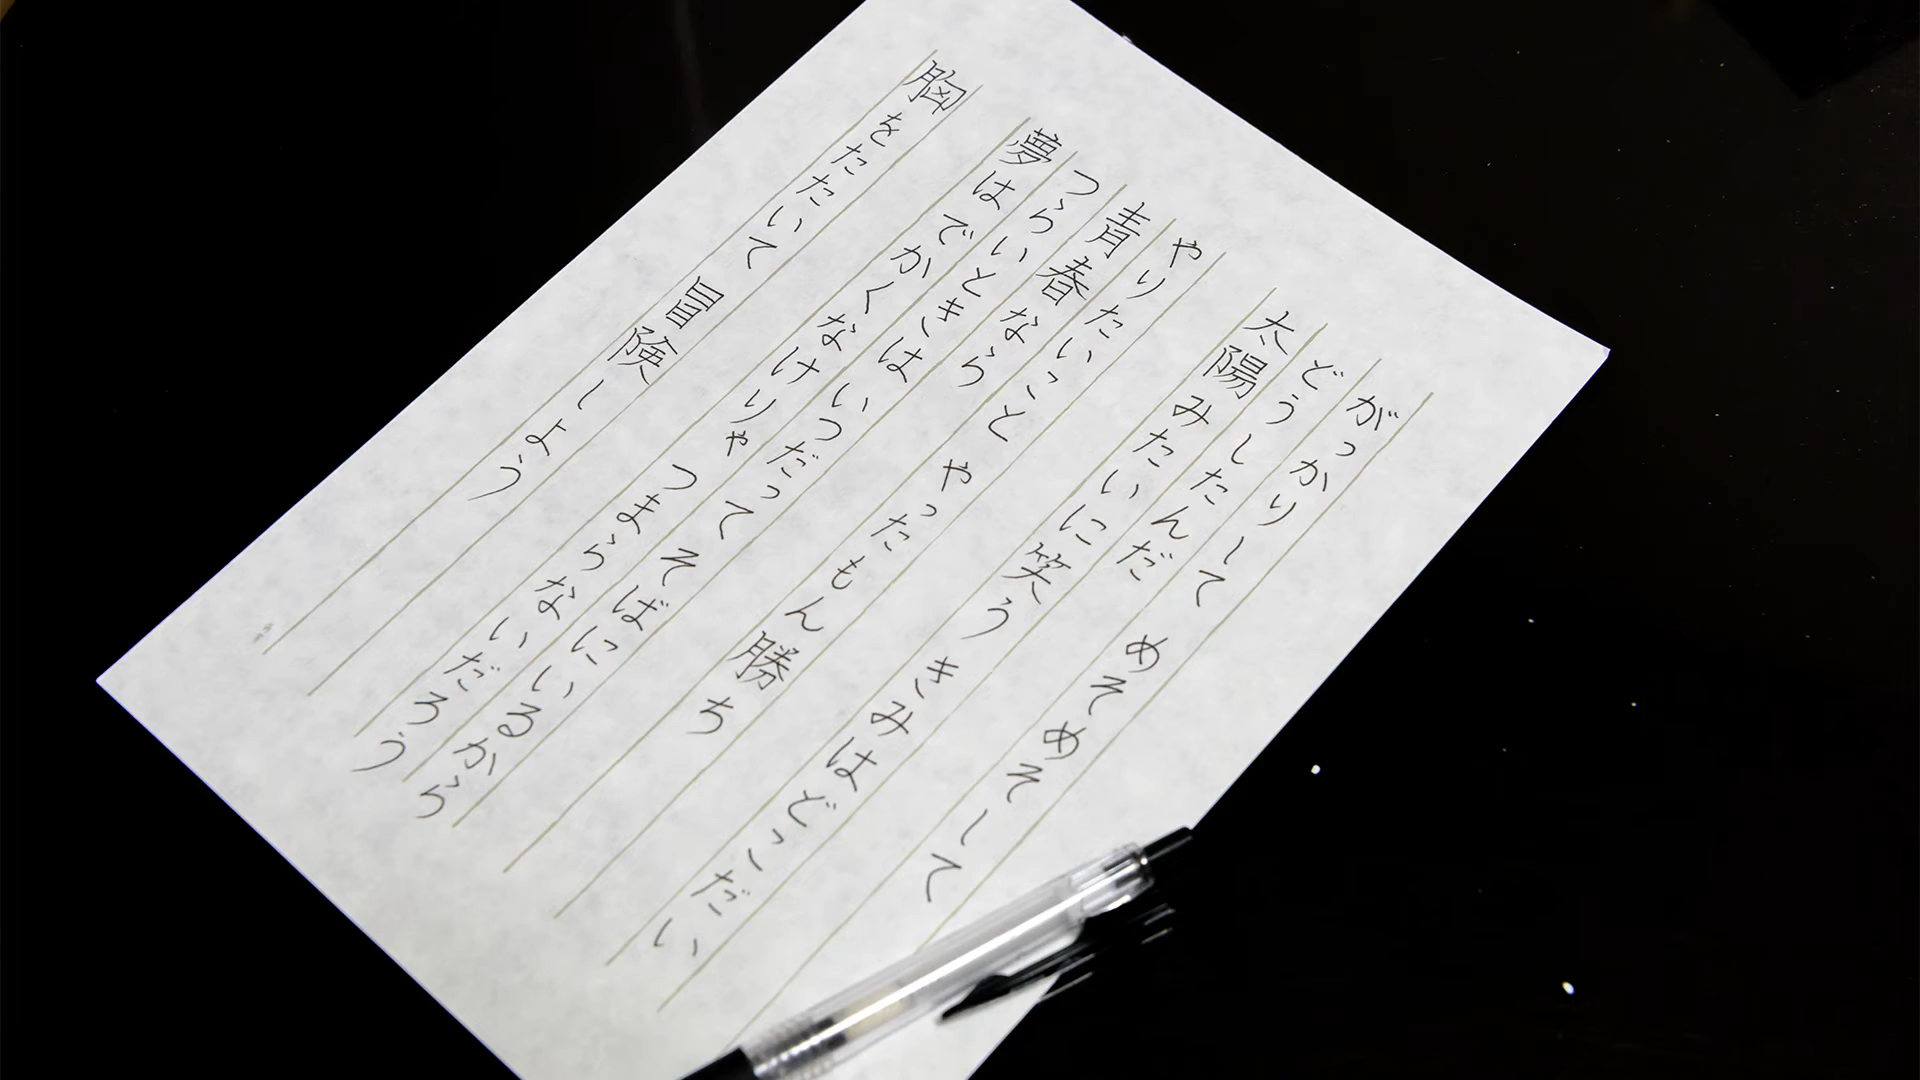 がっかりして めそめそして
どうしたんだ
太陽みたいに笑う きみはどこだい
やりたいこと やったもん勝ち
青春なら
つらいときは いつだってそばにいるから
夢は でかくなけりゃ つまらないだろう
胸をたたいて 冒険しよう